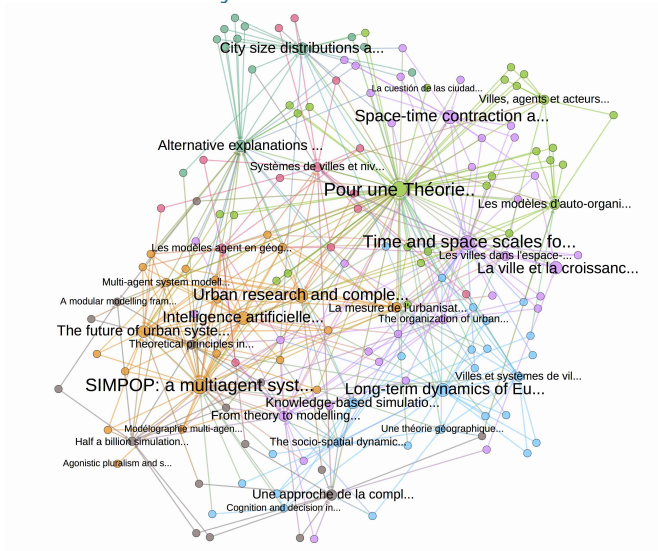 City size distributions a...
La cuestión de las ciudad...
Villes, agents et acteurs...
Space-time contraction a...
Alternative explanations ...
Systèmes de villes et niv...
Pour une Théorie...
Les modèles d'auto-organi...
Time and space scales fo...
Les modèles agent en géog...
Les villes dans l'espace-...
La ville et la croissanc...
Multi-agent system modell...
Urban research and comple...
A modular modelling fram...
La mesure de l'urbanisat...
Intelligence artificielle...
The organization of urban...
The future of urban syste...
Theoretical principles in...
Villes et systèmes de vil...
SIMPOP: a multiagent syst...
Long-term dynamics of Eu...
Knowledge-based simulatio...
From theory to modelling...
Modélographie multi-agen...
Une théorie géographique...
Half a billion simulation...
The socio-spatial dynamic...
Agonistic pluralism and s...
Une approche de la compl...
Cognition and decision in...